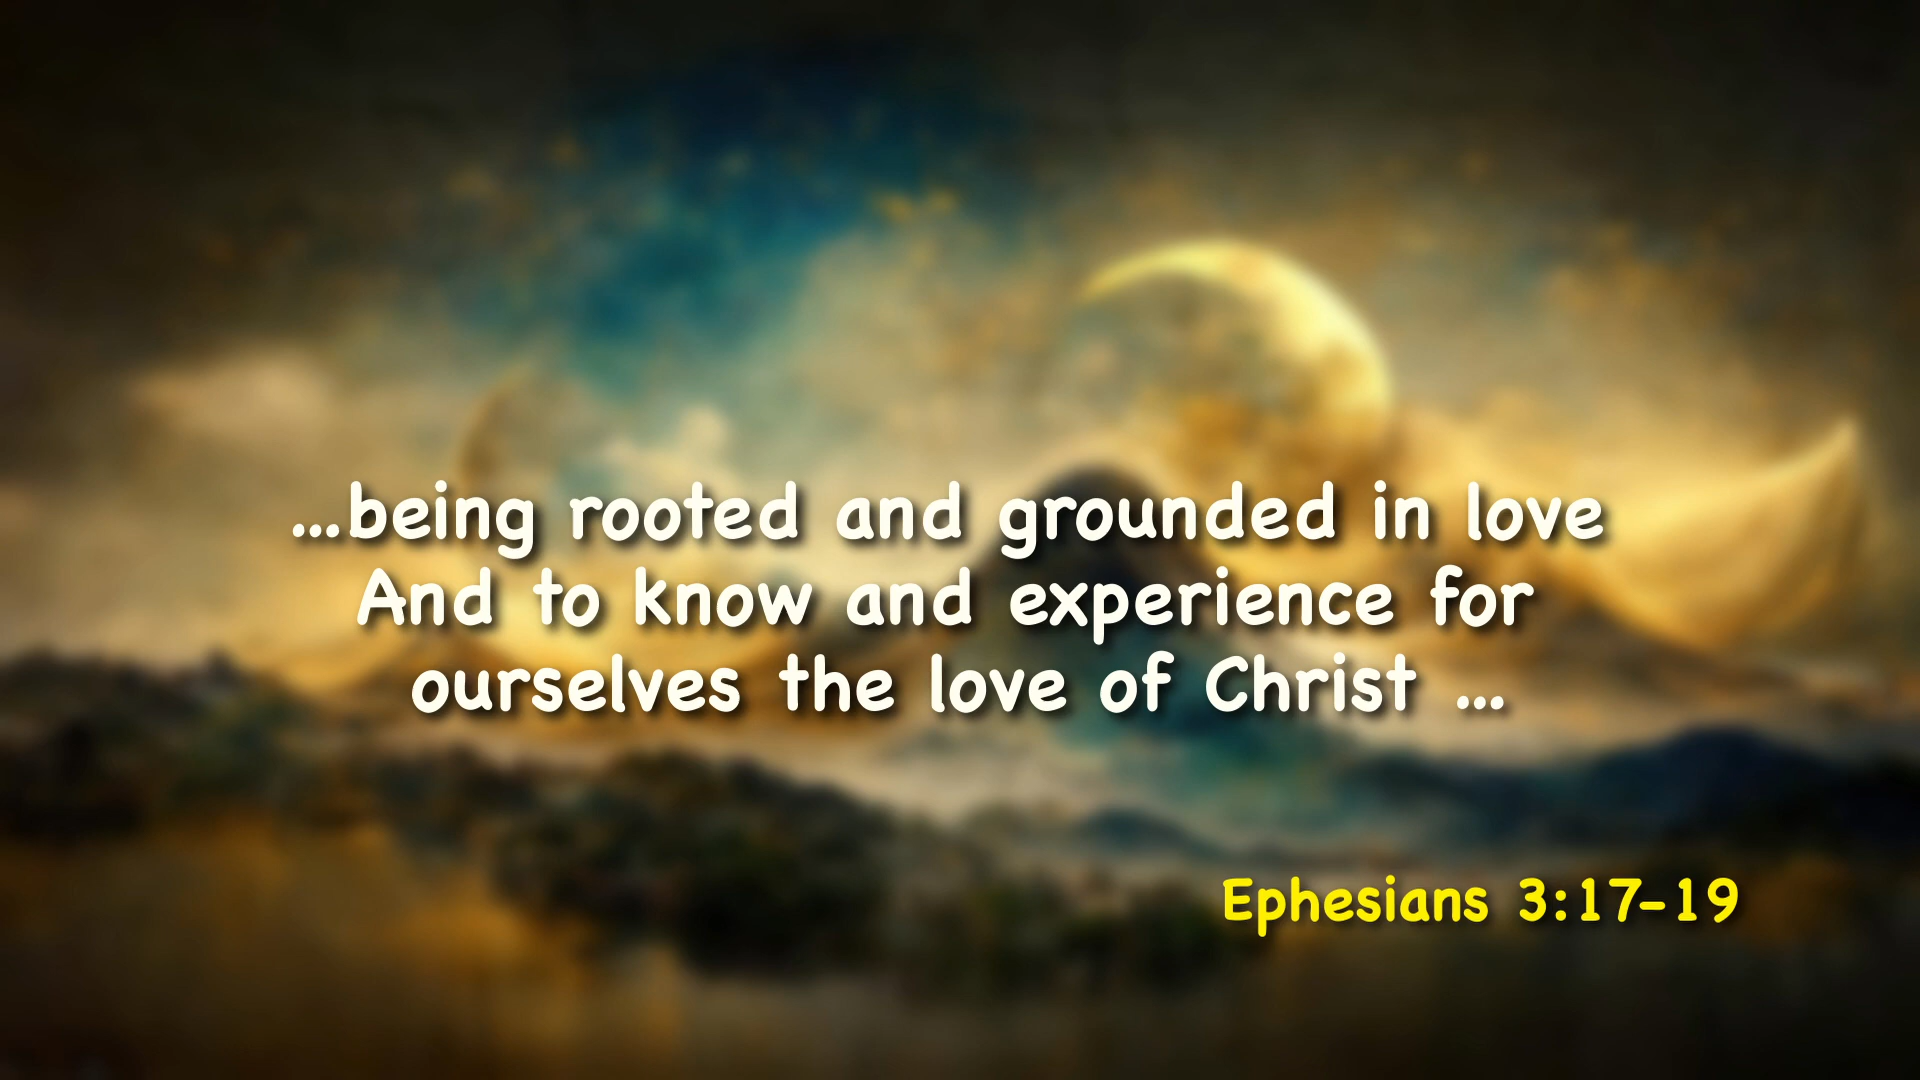 ...being rooted and grounded in love
And to know and experience for
ourselves the love of Christ ...
Ephesians 3:17-19